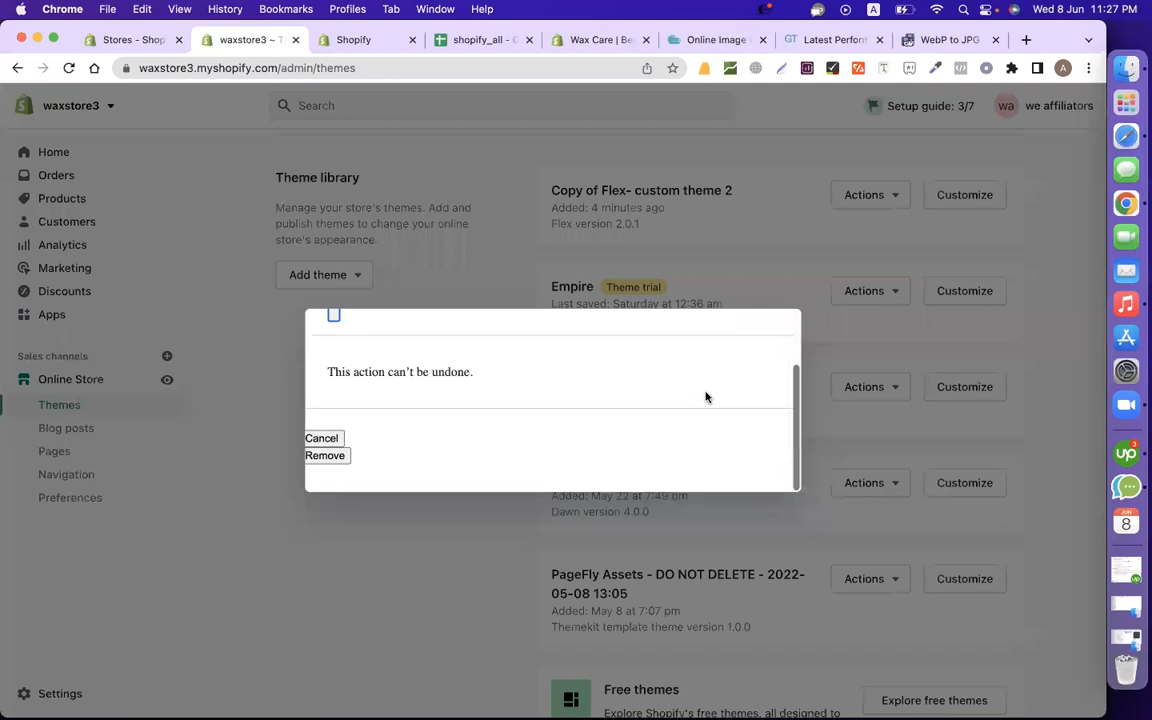 Chrome File Edit View History Bookmarks Profiles Tab Window Help A Wed 8 Jun 11:27 PM
Stores - Shop waxstore3 ~ T Shopify shopify_all - G Wax Care | Be Online Image GT Latest Perform WebP to JPG
waxstore3.myshopify.com/admin/themes A
waxstore3 Search Setup guide: 3/7 wa we affiliators
Home
Orders
Products
Customers
Analytics
Marketing
Discounts
Apps
Sales channels
Online Store
Themes
Blog posts
Pages
Navigation
Preferences
Settings
Theme library
Manage your store's themes. Add and
publish themes to change your online
store's appearance.
Add theme
Copy of Flex- custom theme 2
Added: 4 minutes ago
Flex version 2.0.1
Actions Customize
Empire Theme trial
Last saved: Saturday at 12:36 am
Actions Customize
Actions Customize
This action can't be undone.
Cancel
Remove
Added: May 22 at 7:49 pm
Dawn version 4.0.0
Actions Customize
PageFly Assets - DO NOT DELETE - 2022-
05-08 13:05
Added: May 8 at 7:07 pm
Themekit template theme version 1.0.0
Actions Customize
Free themes
Explore Shopify's free themes, all designed to
Explore free themes
up 3
JUN
8